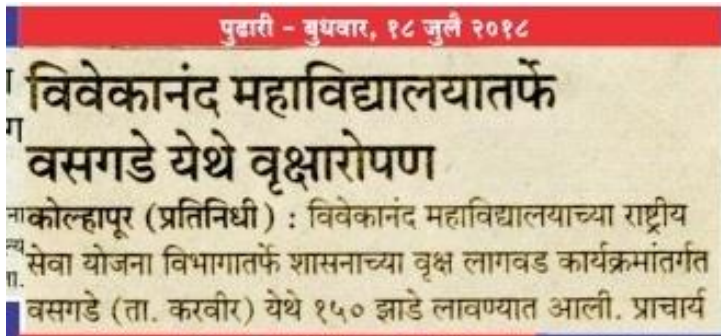 पुढारी – बुधवार, १८ जुलै २०१८
विवेकानंद महाविद्यालयातर्फे
वसगडे येथे वृक्षारोपण
कोल्हापूर (प्रतिनिधी) : विवेकानंद महाविद्यालयाच्या राष्ट्रीय
सेवा योजना विभागातर्फे शासनाच्या वृक्ष लागवड कार्यक्रमांतर्गत
वसगडे (ता. करवीर) येथे १५० झाडे लावण्यात आली. प्राचार्य